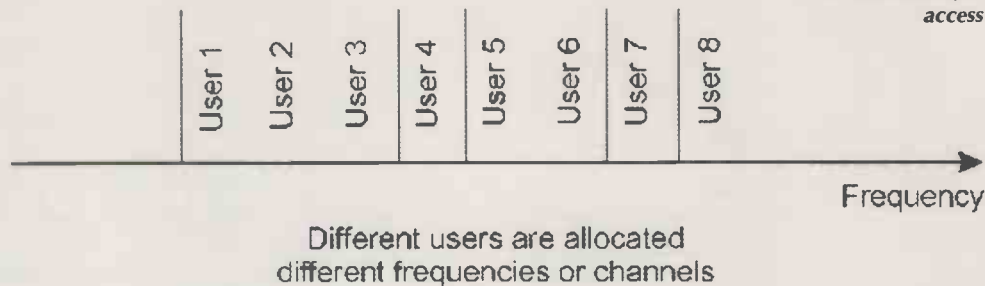 access
User 1
User 2
User 3
User 4
User 5
User 6
User 7
User 8
Frequency
Different users are allocated
different frequencies or channels